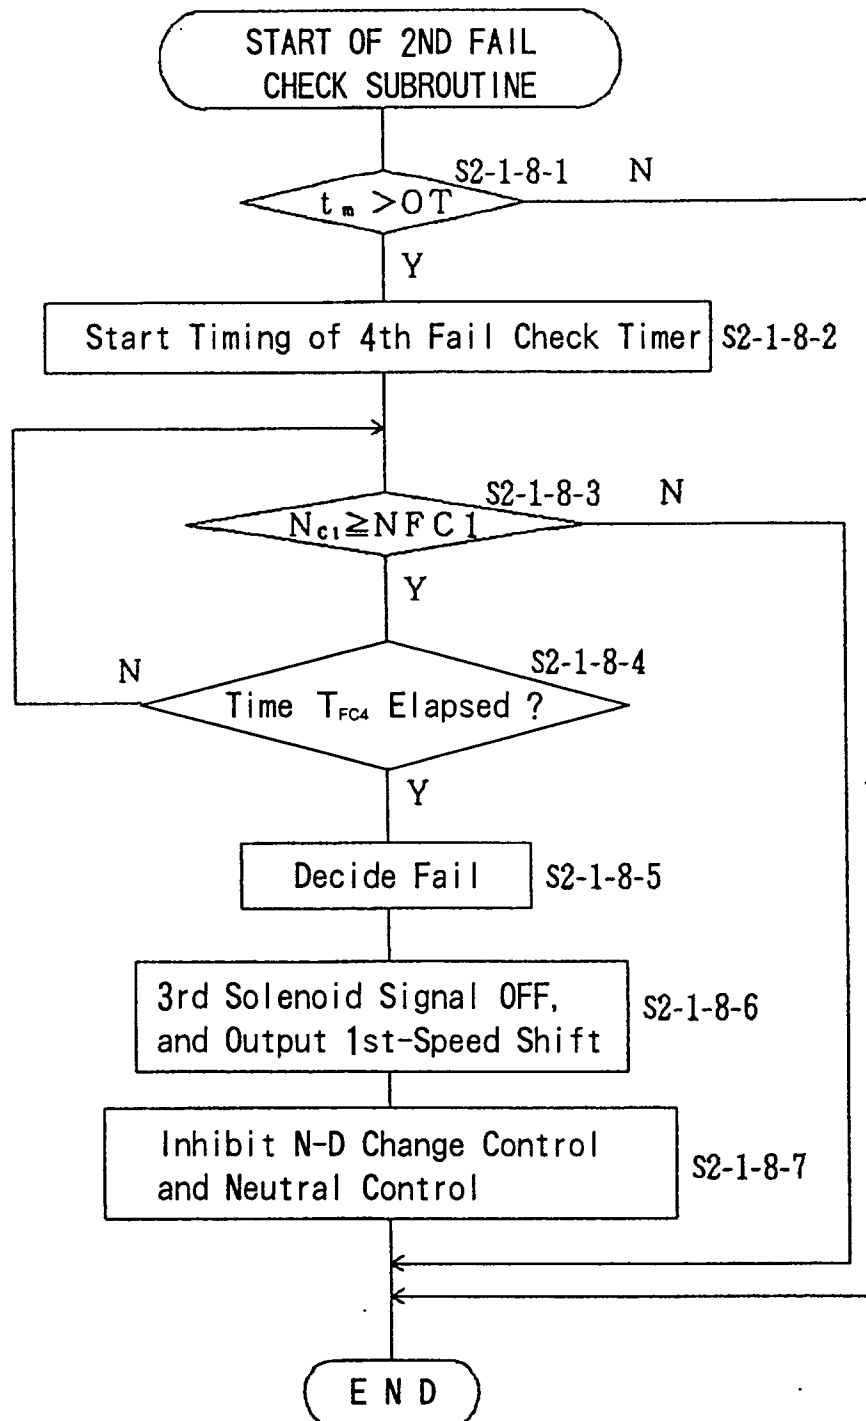 START OF 2ND FAIL
CHECK SUBROUTINE
S2-1-8-1 N
tₘ >OT
Y
Start Timing of 4th Fail Check Timer S2-1-8-2
S2-1-8-3 N
N_C1≧NFC1
Y
N S2-1-8-4
Time T_FC4 Elapsed ?
Y
Decide Fail S2-1-8-5
3rd Solenoid Signal OFF,
and Output 1st-Speed Shift
S2-1-8-6
Inhibit N-D Change Control
and Neutral Control
S2-1-8-7
END